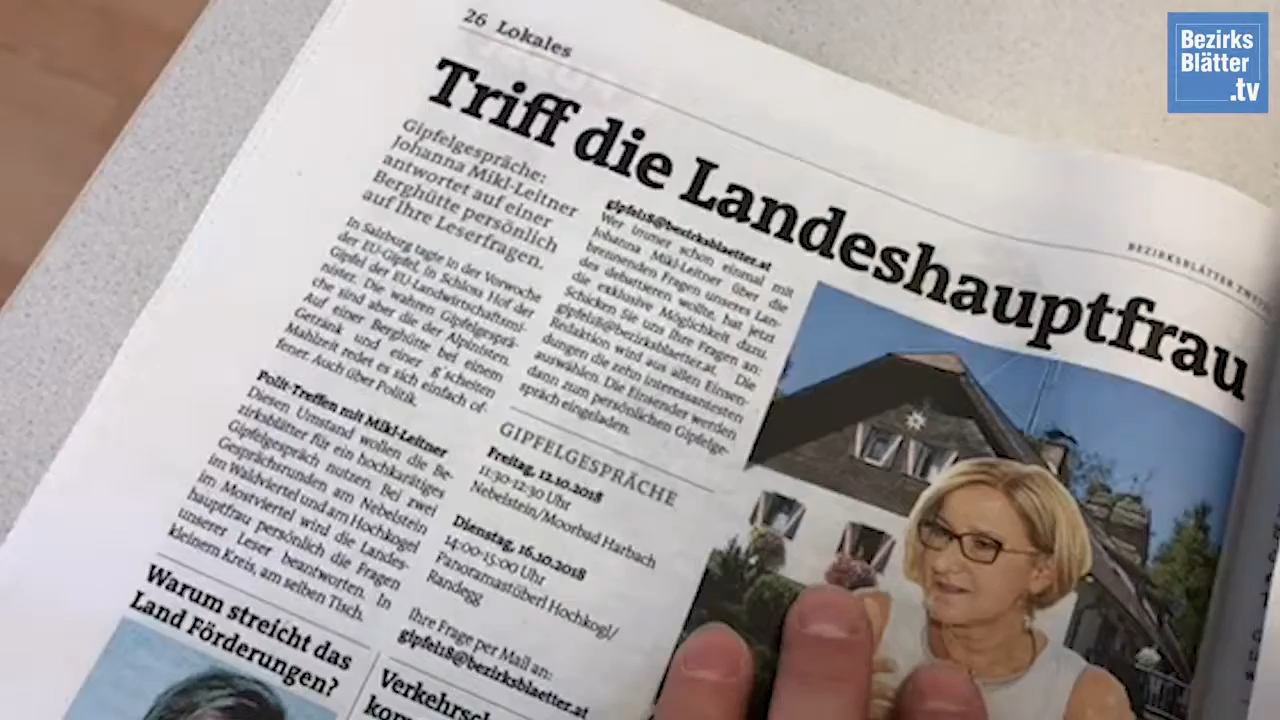 Bezirks
Blätter
.tv
26 Lokales
BEZIRKSBLÄTTER
Triff die Landeshauptfrau
Gipfelgespräche:
Johanna Mikl-Leitner
antwortet auf einer
Berghütte persönlich
auf Ihre Leserfragen.
In Salzburg tagte in der Vorwoche
der EU-Gipfel, in Schloss Hof der
Gipfel der EU-Landwirtschaftsmi-
nister. Die wahren Gipfelgesprä-
che sind aber die der Alpinisten.
Auf einer Berghütte bei einem
Getränk und einer g'scheiten
Mahlzeit redet es sich einfach of-
fener. Auch über Politik.
Polit-Treffen mit Mikl-Leitner
Diesen Umstand wollen die Be-
zirksblätter für ein hochkarätiges
Gipfelgespräch nutzen. Bei zwei
Gesprächsrunden am Nebelstein
im Waldviertel und am Hochkogel
im Mostviertel wird die Landes-
hauptfrau persönlich die Fragen
unserer Leser beantworten. In
kleinem Kreis, am selben Tisch.
gipfel18@bezirksblaetter.at
Wer immer schon einmal mit
Johanna Mikl-Leitner über die
brennenden Fragen unseres Lan-
des debattieren wollte, hat jetzt
die exklusive Möglichkeit dazu.
Schicken Sie uns Ihre Fragen an:
gipfel18@bezirksblaetter.at. Die
Redaktion wird aus allen Einsen-
dungen die zehn interessantesten
auswählen. Die Einsender werden
dann zum persönlichen Gipfelge-
spräch eingeladen.
GIPFELGESPRÄCHE
Freitag, 12.10.2018
11:30-12:30 Uhr
Nebelstein/Moorbad Harbach
Dienstag, 16.10.2018
14:00-15:00 Uhr
Panoramastüberl Hochkogl/
Randegg
Ihre Frage per Mail an:
gipfel18@bezirksblaetter.at
Warum streicht das
Land Förderungen?